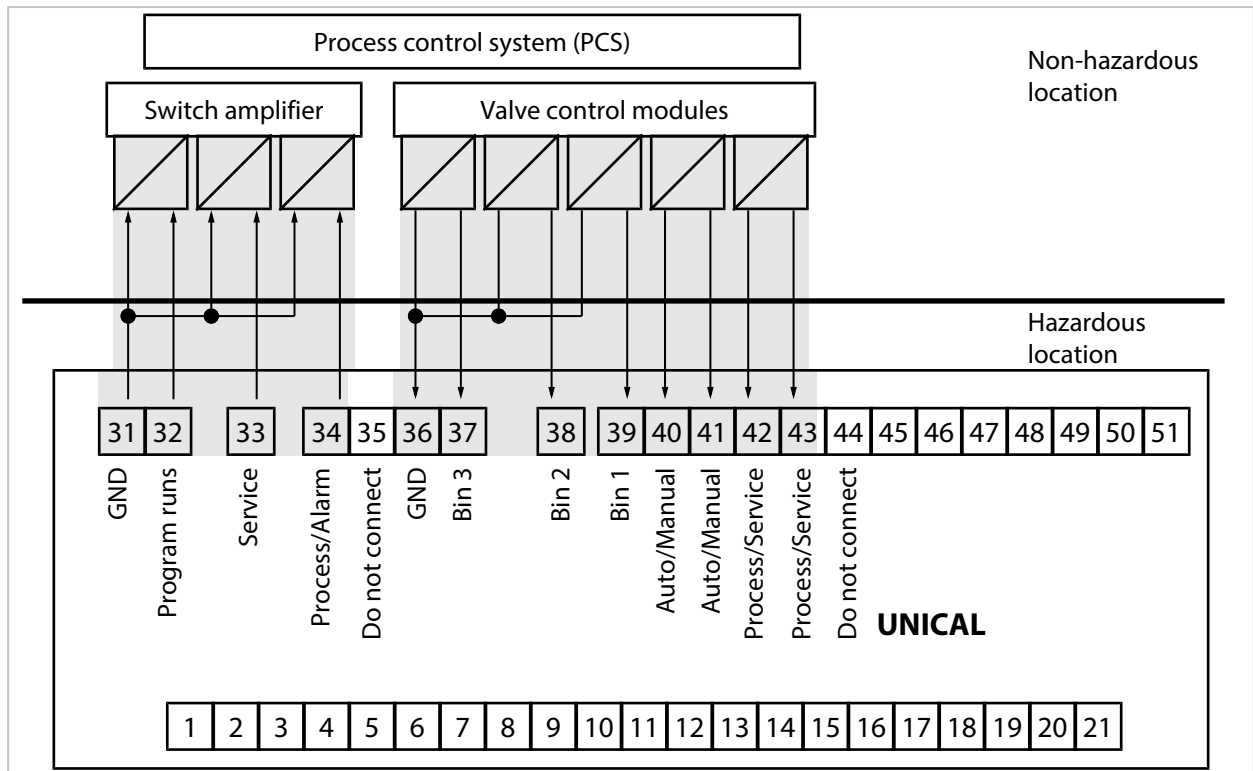 Process control system (PCS)
Non-hazardous
location
Switch amplifier
Valve control modules
Hazardous
location
31 32 33 34 35 36 37 38 39 40 41 42 43 44 45 46 47 48 49 50 51
GND
Program runs
Service
Process/Alarm
Do not connect
GND
Bin 3
Bin 2
Bin 1
Auto/Manual
Auto/Manual
Process/Service
Process/Service
Do not connect
UNICAL
1 2 3 4 5 6 7 8 9 10 11 12 13 14 15 16 17 18 19 20 21